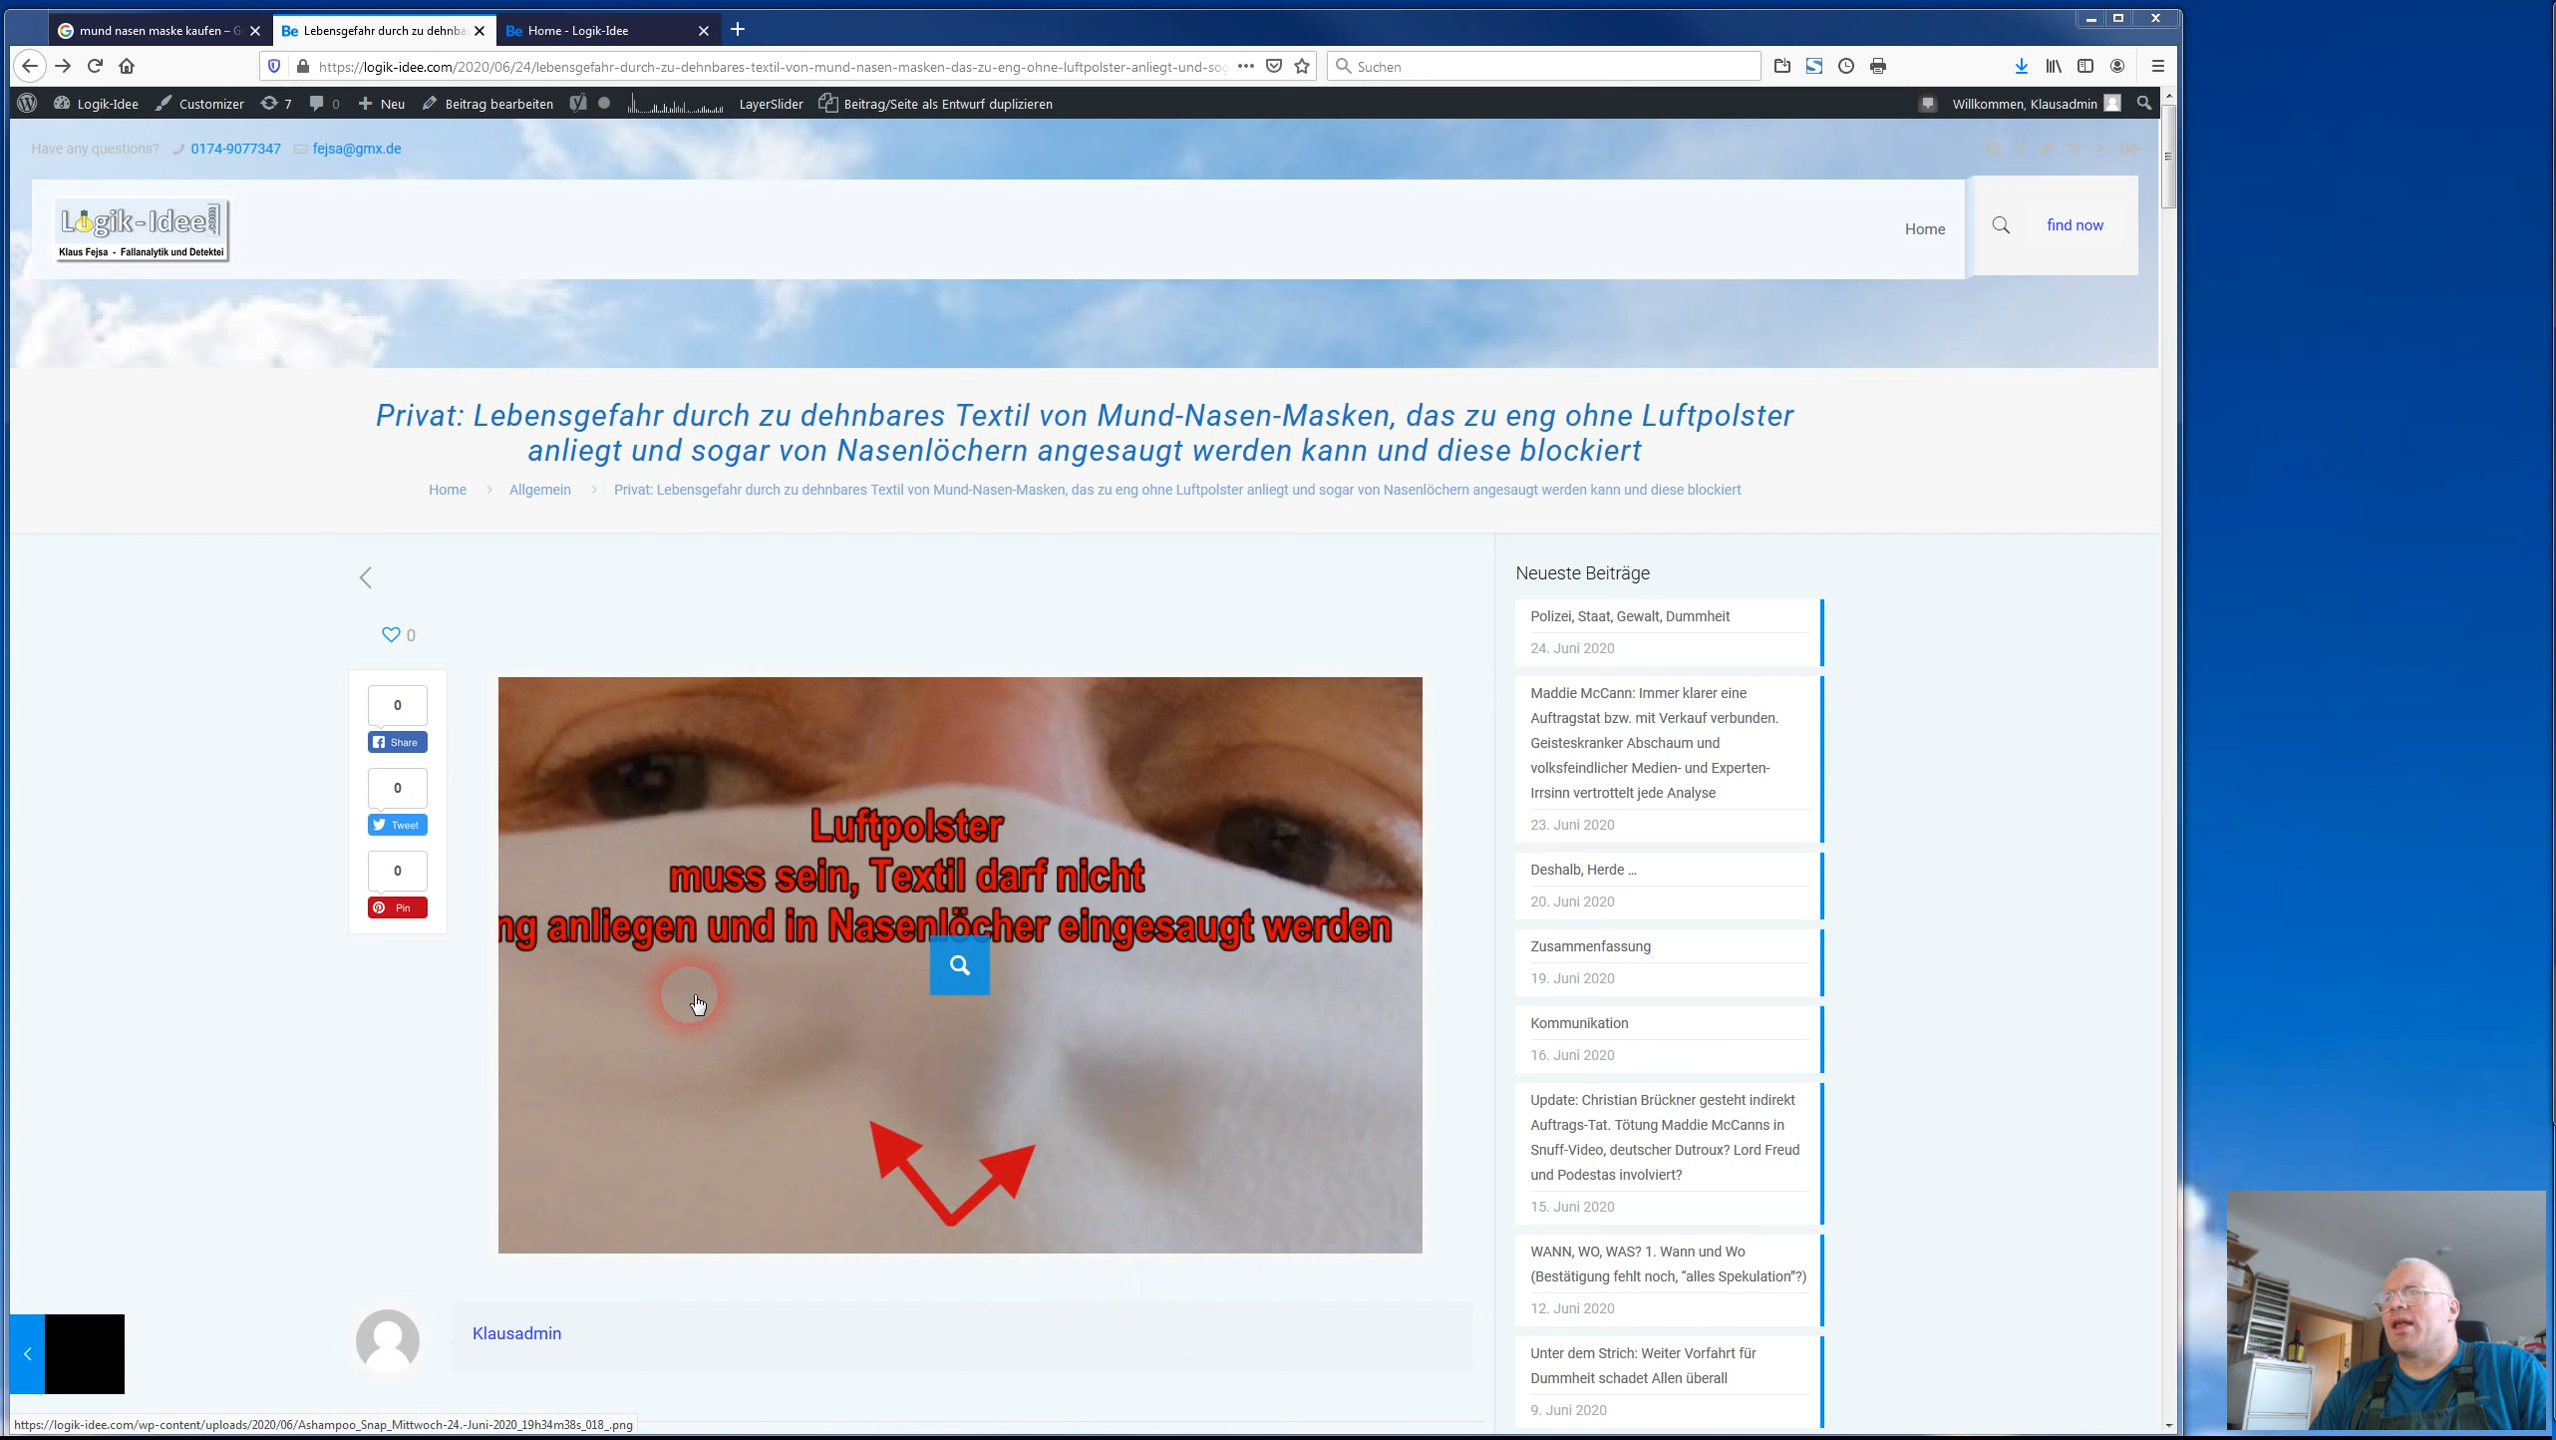 mund nasen maske kaufen – G
Lebensgefahr durch zu dehnba
Home - Logik-Idee
https://logik-idee.com/2020/06/24/lebensgefahr-durch-zu-dehnbares-textil-von-mund-nasen-masken-das-zu-eng-ohne-luftpolster-anliegt-und-sog
Suchen
Logik-Idee
Customizer
7
0
Neu
Beitrag bearbeiten
LayerSlider
Beitrag/Seite als Entwurf duplizieren
Willkommen, Klausadmin
Have any questions?
0174-9077347
fejsa@gmx.de
Logik-Idee
Klaus Fejsa - Fallanalytik und Detektei
Home
find now
Privat: Lebensgefahr durch zu dehnbares Textil von Mund-Nasen-Masken, das zu eng ohne Luftpolster
anliegt und sogar von Nasenlöchern angesaugt werden kann und diese blockiert
Home > Allgemein > Privat: Lebensgefahr durch zu dehnbares Textil von Mund-Nasen-Masken, das zu eng ohne Luftpolster anliegt und sogar von Nasenlöchern angesaugt werden kann und diese blockiert
0
0
Share
0
Tweet
0
Pin
Luftpolster
muss sein, Textil darf nicht
ng anliegen und in Nasenlöcher eingesaugt werden
Klausadmin
Neueste Beiträge
Polizei, Staat, Gewalt, Dummheit
24. Juni 2020
Maddie McCann: Immer klarer eine
Auftragstat bzw. mit Verkauf verbunden.
Geisteskranker Abschaum und
volksfeindlicher Medien- und Experten-
Irrsinn vertrottelt jede Analyse
23. Juni 2020
Deshalb, Herde ...
20. Juni 2020
Zusammenfassung
19. Juni 2020
Kommunikation
16. Juni 2020
Update: Christian Brückner gesteht indirekt
Auftrags-Tat. Tötung Maddie McCanns in
Snuff-Video, deutscher Dutroux? Lord Freud
und Podestas involviert?
15. Juni 2020
WANN, WO, WAS? 1. Wann und Wo
(Bestätigung fehlt noch, "alles Spekulation"?)
12. Juni 2020
Unter dem Strich: Weiter Vorfahrt für
Dummheit schadet Allen überall
9. Juni 2020
https://logik-idee.com/wp-content/uploads/2020/06/Ashampoo_Snap_Mittwoch-24.-Juni-2020_19h34m38s_018_.png